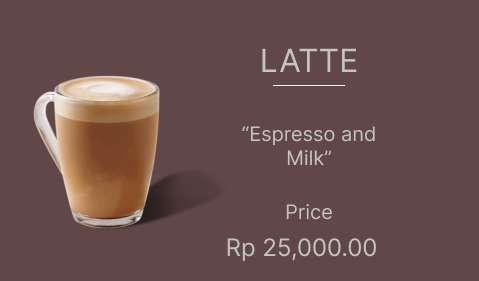 LATTE
“Espresso and
Milk”
Price
Rp 25,000.00